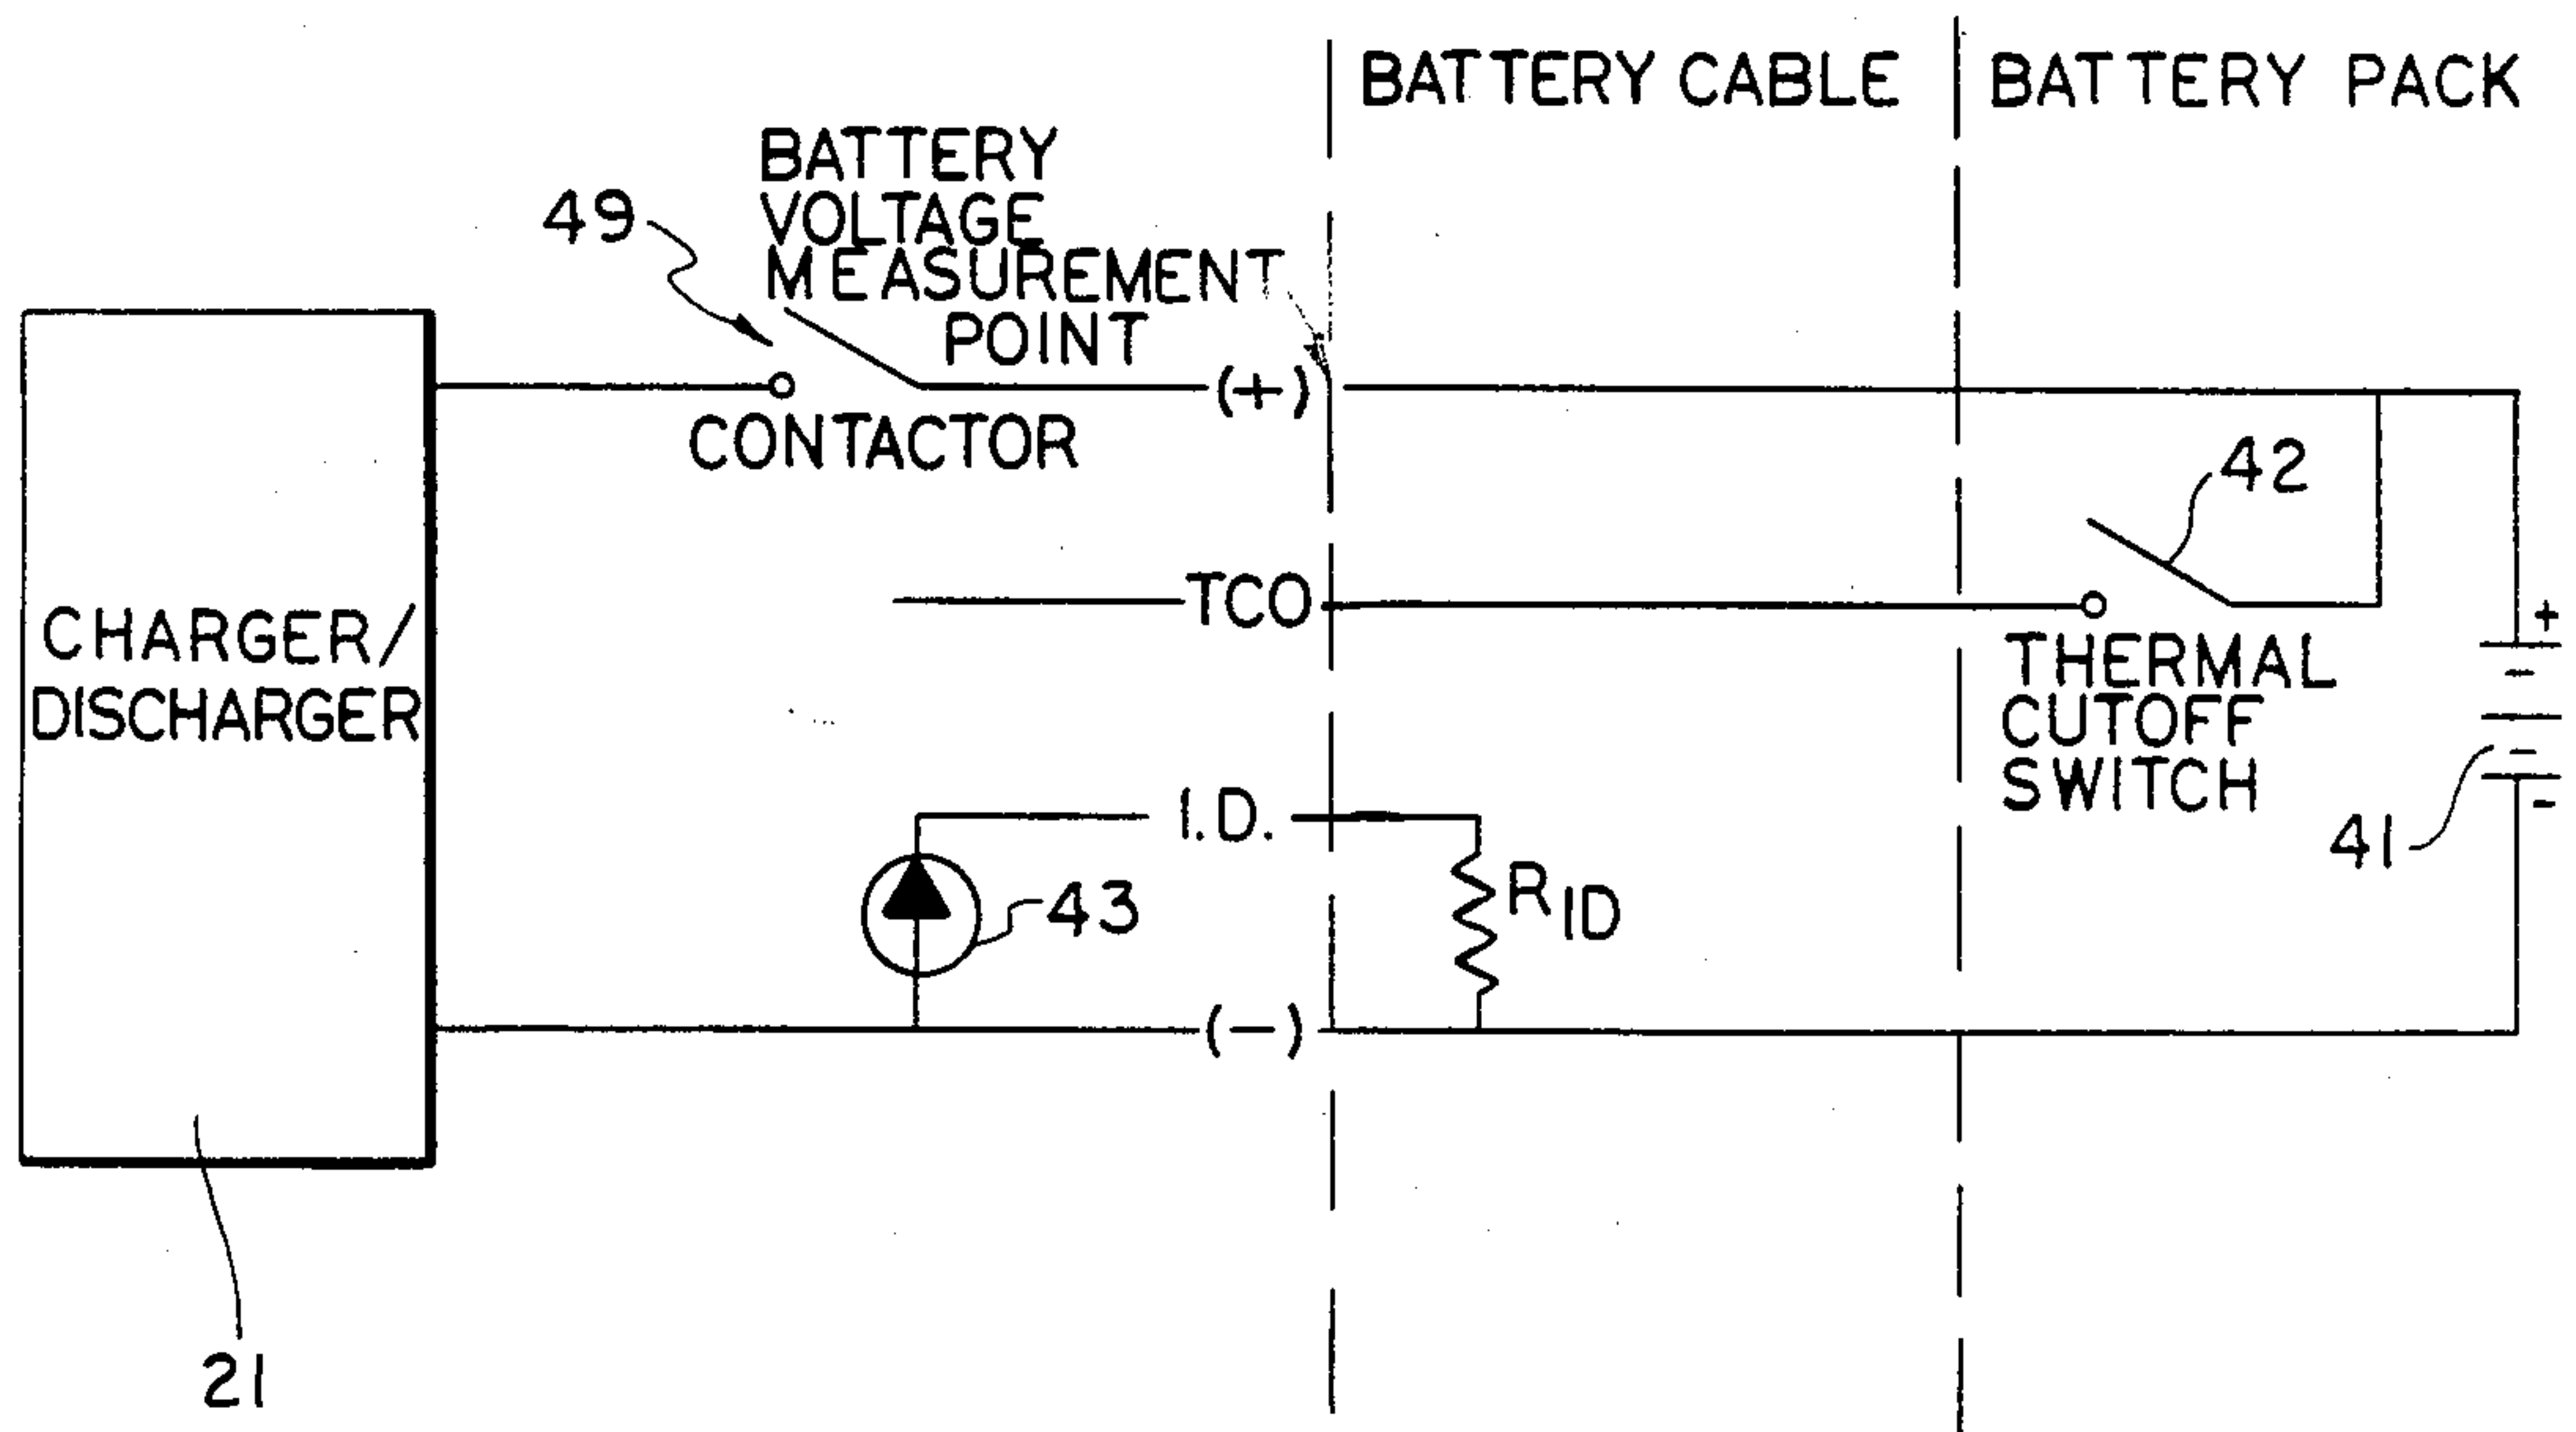 BATTERY CABLE
BATTERY PACK
BATTERY
VOLTAGE
MEASUREMENT
POINT
49
(+)
CONTACTOR
42
TCO
THERMAL
CUTOFF
SWITCH
+
-
41
CHARGER/
DISCHARGER
I.D.
43
RID
(-)
21